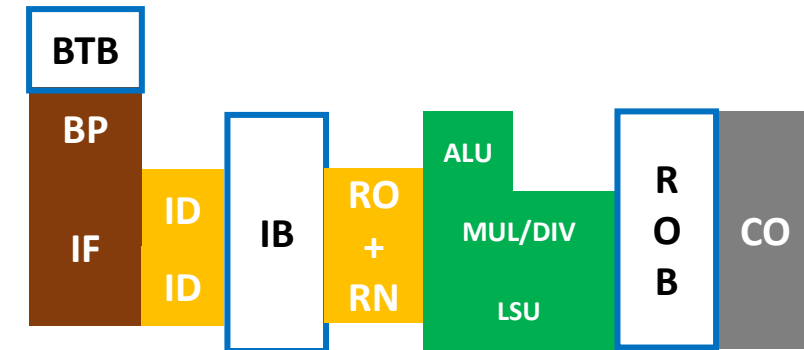 BTB
BP
IF
ID
ID
IB
RO
+
RN
ALU
MUL/DIV
LSU
R
O
B
CO